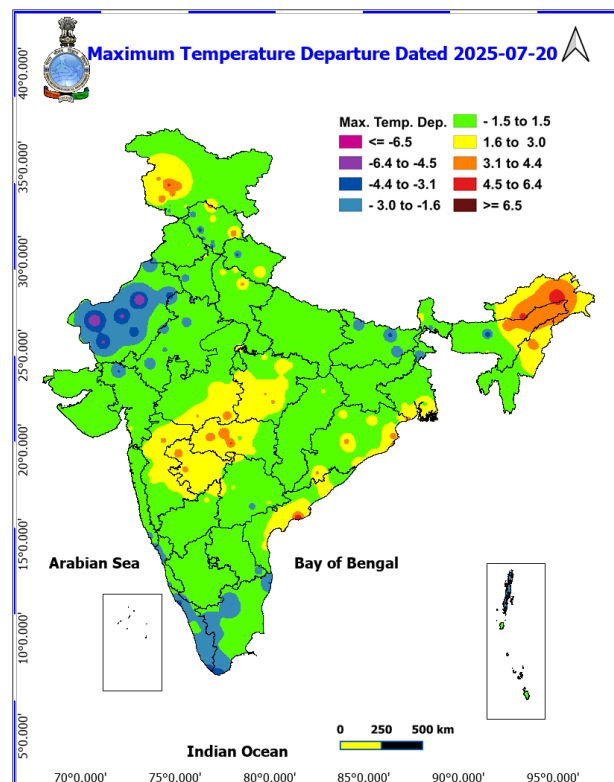 Maximum Temperature Departure Dated 2025-07-20
Max. Temp. Dep.
<= -6.5
-6.4 to -4.5
-4.4 to -3.1
- 3.0 to -1.6
- 1.5 to 1.5
1.6 to 3.0
3.1 to 4.4
4.5 to 6.4
>= 6.5
40°0.000'
35°0.000'
30°0.000'
25°0.000'
20°0.000'
15°0.000'
10°0.000'
5°0.000'
Arabian Sea
Bay of Bengal
0 250 500 km
Indian Ocean
70°0.000' 75°0.000' 80°0.000' 85°0.000' 90°0.000' 95°0.000'